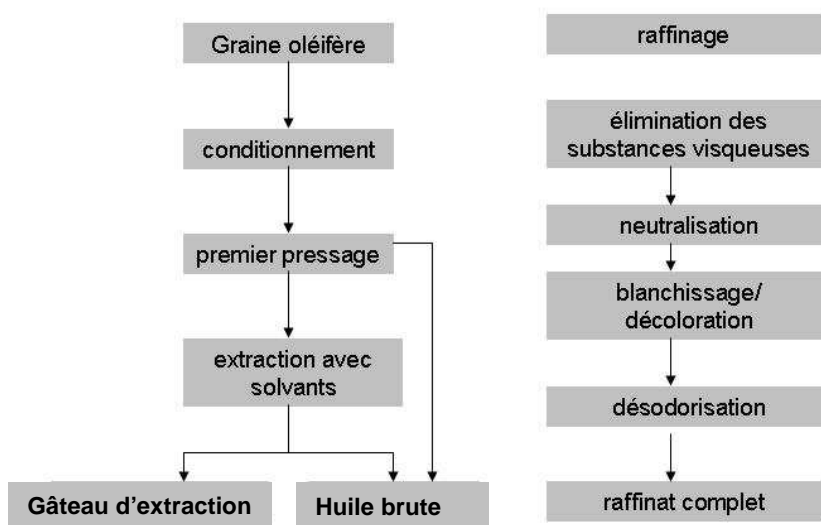 Graine oléifère
conditionnement
premier pressage
extraction avec
solvants
Gâteau d'extraction
Huile brute
raffinage
élimination des
substances visqueuses
neutralisation
blanchissage/
décoloration
désodorisation
raffinat complet